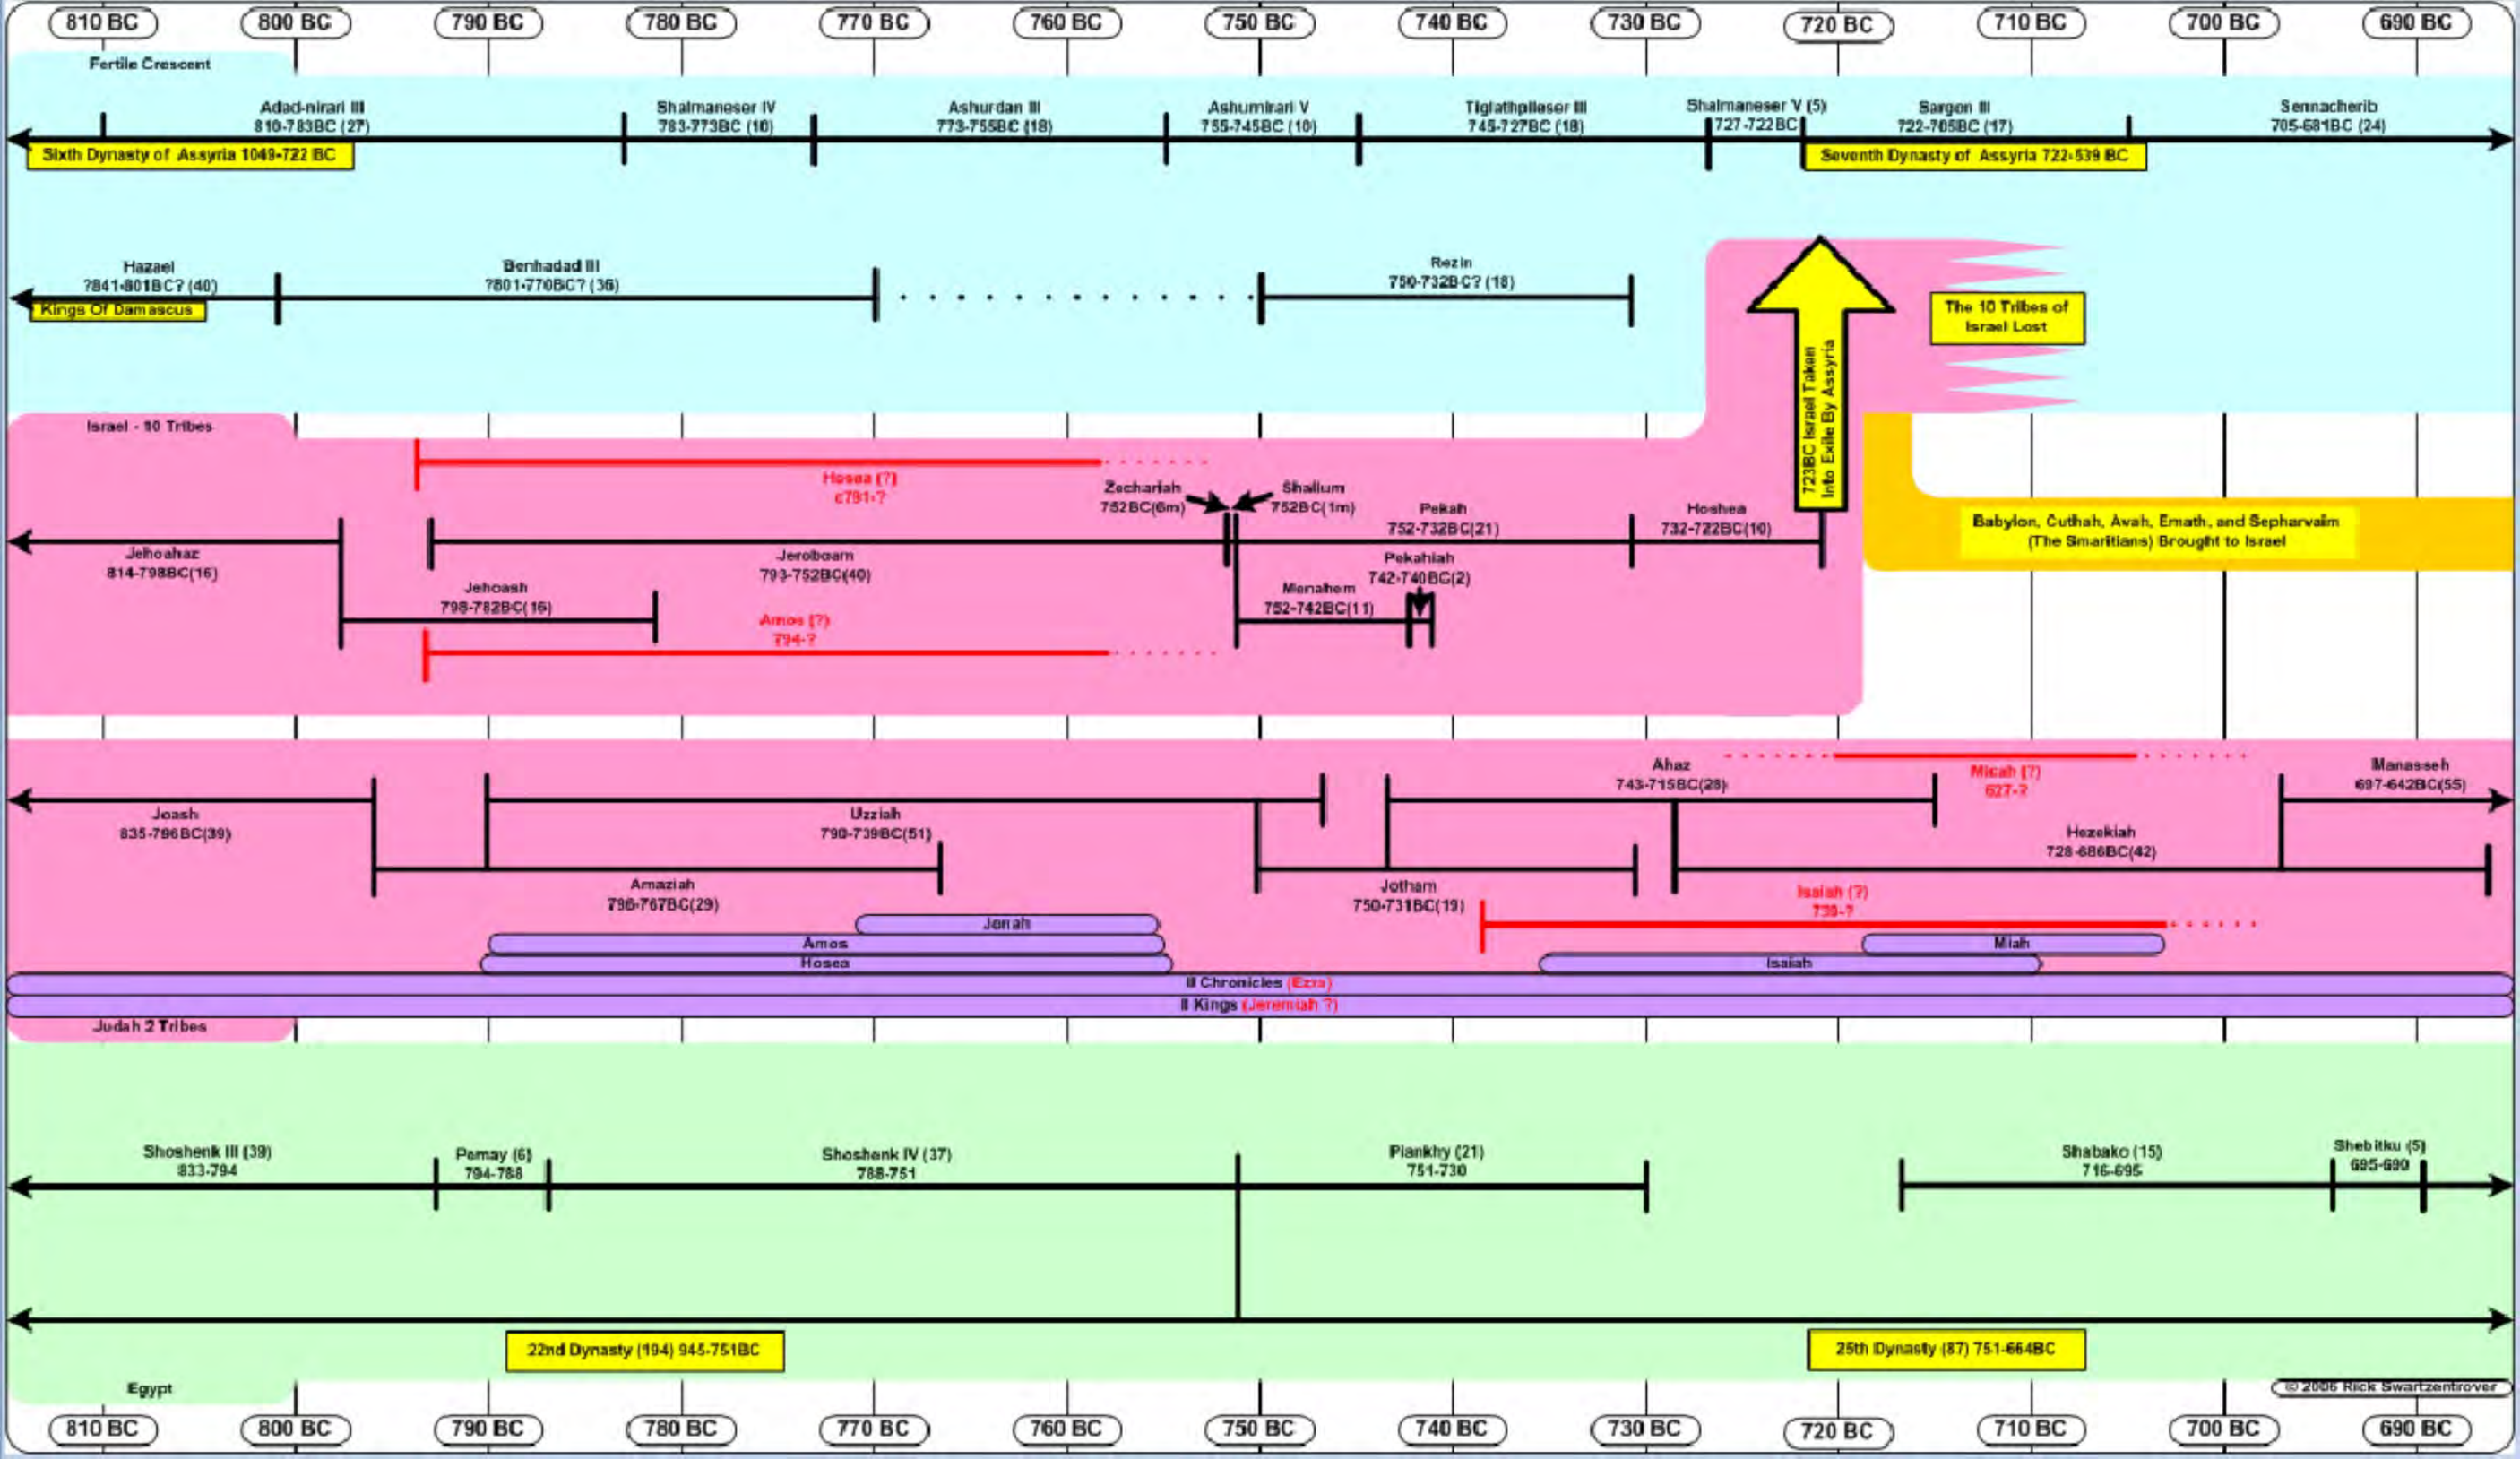 810 BC 800 BC 790 BC 780 BC 770 BC 760 BC 750 BC 740 BC 730 BC 720 BC 710 BC 700 BC 690 BC
Fertile Crescent
Adad-nirari III
810-783BC (27)
Shalmaneser IV
783-773BC (10)
Ashurdan III
773-755BC (18)
Ashurnirari V
755-745BC (10)
Tiglathpileser III
745-727BC (18)
Shalmaneser V (5)
727-722BC
Sargon III
722-705BC (17)
Sennacherib
705-681BC (24)
Sixth Dynasty of Assyria 1049-722 BC
Seventh Dynasty of Assyria 722-539 BC
Hazael
?841-801BC? (40)
Benhadad III
?801-770BC? (36)
Rezin
750-732BC? (18)
Kings Of Damascus
The 10 Tribes of
Israel Lost
723BC Israel Taken
Into Exile By Assyria
Israel - 10 Tribes
Hosea (?)
c791-?
Zechariah
752BC(6m)
Shallum
752BC(1m)
Pekah
752-732BC(21)
Hoshea
732-722BC(10)
Babylon, Cuthah, Avah, Emath, and Sepharvaim
(The Smaritians) Brought to Israel
Jehoahaz
814-798BC(16)
Jeroboam
793-752BC(40)
Pekahiah
742-740BC(2)
Jehoash
798-782BC(16)
Menahem
752-742BC(11)
Amos (?)
794-?
Ahaz
743-715BC(28)
Micah (?)
627-?
Manasseh
697-642BC(55)
Joash
835-796BC(39)
Uzziah
790-739BC(51)
Hezekiah
728-686BC(42)
Amaziah
796-767BC(29)
Jotham
750-731BC(19)
Isaiah (?)
739-?
Jonah
Amos
Miah
Hosea
Isaiah
II Chronicles (Ezra)
II Kings (Jeremiah ?)
Judah 2 Tribes
Shoshenk III (39)
833-794
Pemay (6)
794-788
Shoshenk IV (37)
788-751
Piankhy (21)
751-730
Shabako (15)
716-695
Shebitku (5)
695-690
22nd Dynasty (194) 945-751BC
25th Dynasty (87) 751-664BC
Egypt
© 2006 Rick Swartzentrover
810 BC 800 BC 790 BC 780 BC 770 BC 760 BC 750 BC 740 BC 730 BC 720 BC 710 BC 700 BC 690 BC